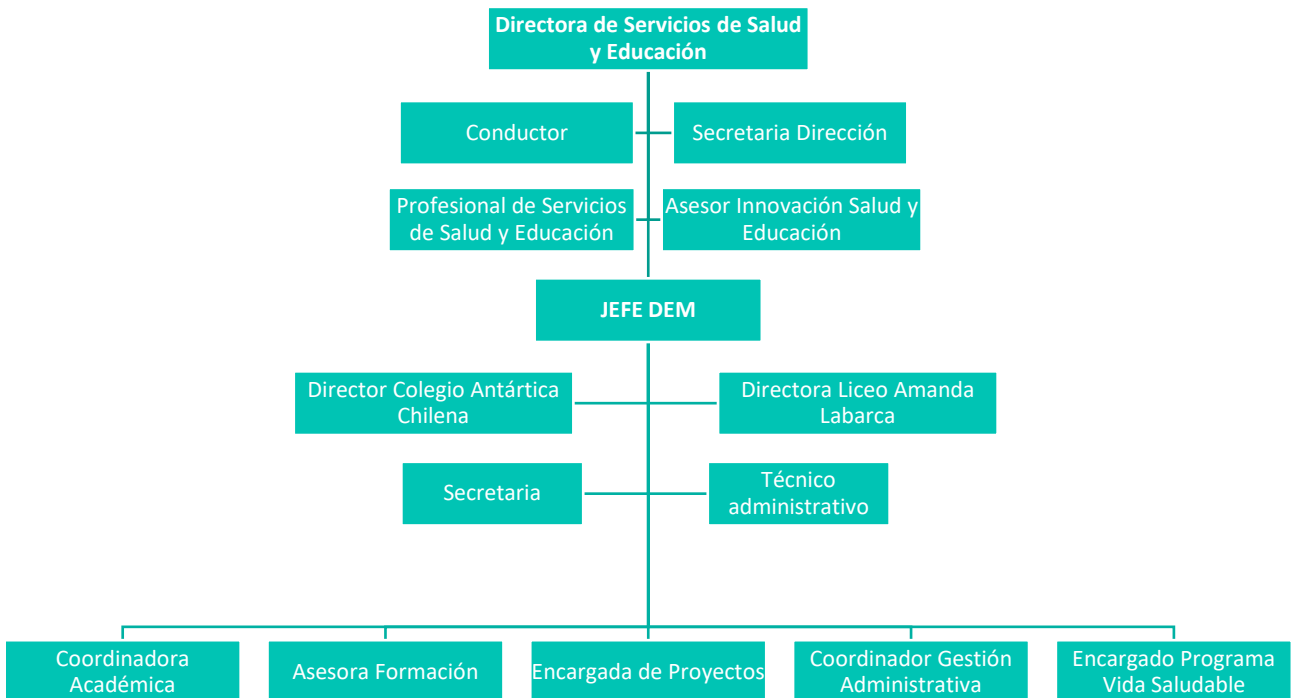 Directora de Servicios de Salud
y Educación
Conductor
Secretaria Dirección
Profesional de Servicios
de Salud y Educación
Asesor Innovación Salud y
Educación
JEFE DEM
Director Colegio Antártica
Chilena
Directora Liceo Amanda
Labarca
Secretaria
Técnico
administrativo
Coordinadora
Académica
Asesora Formación
Encargada de Proyectos
Coordinador Gestión
Administrativa
Encargado Programa
Vida Saludable